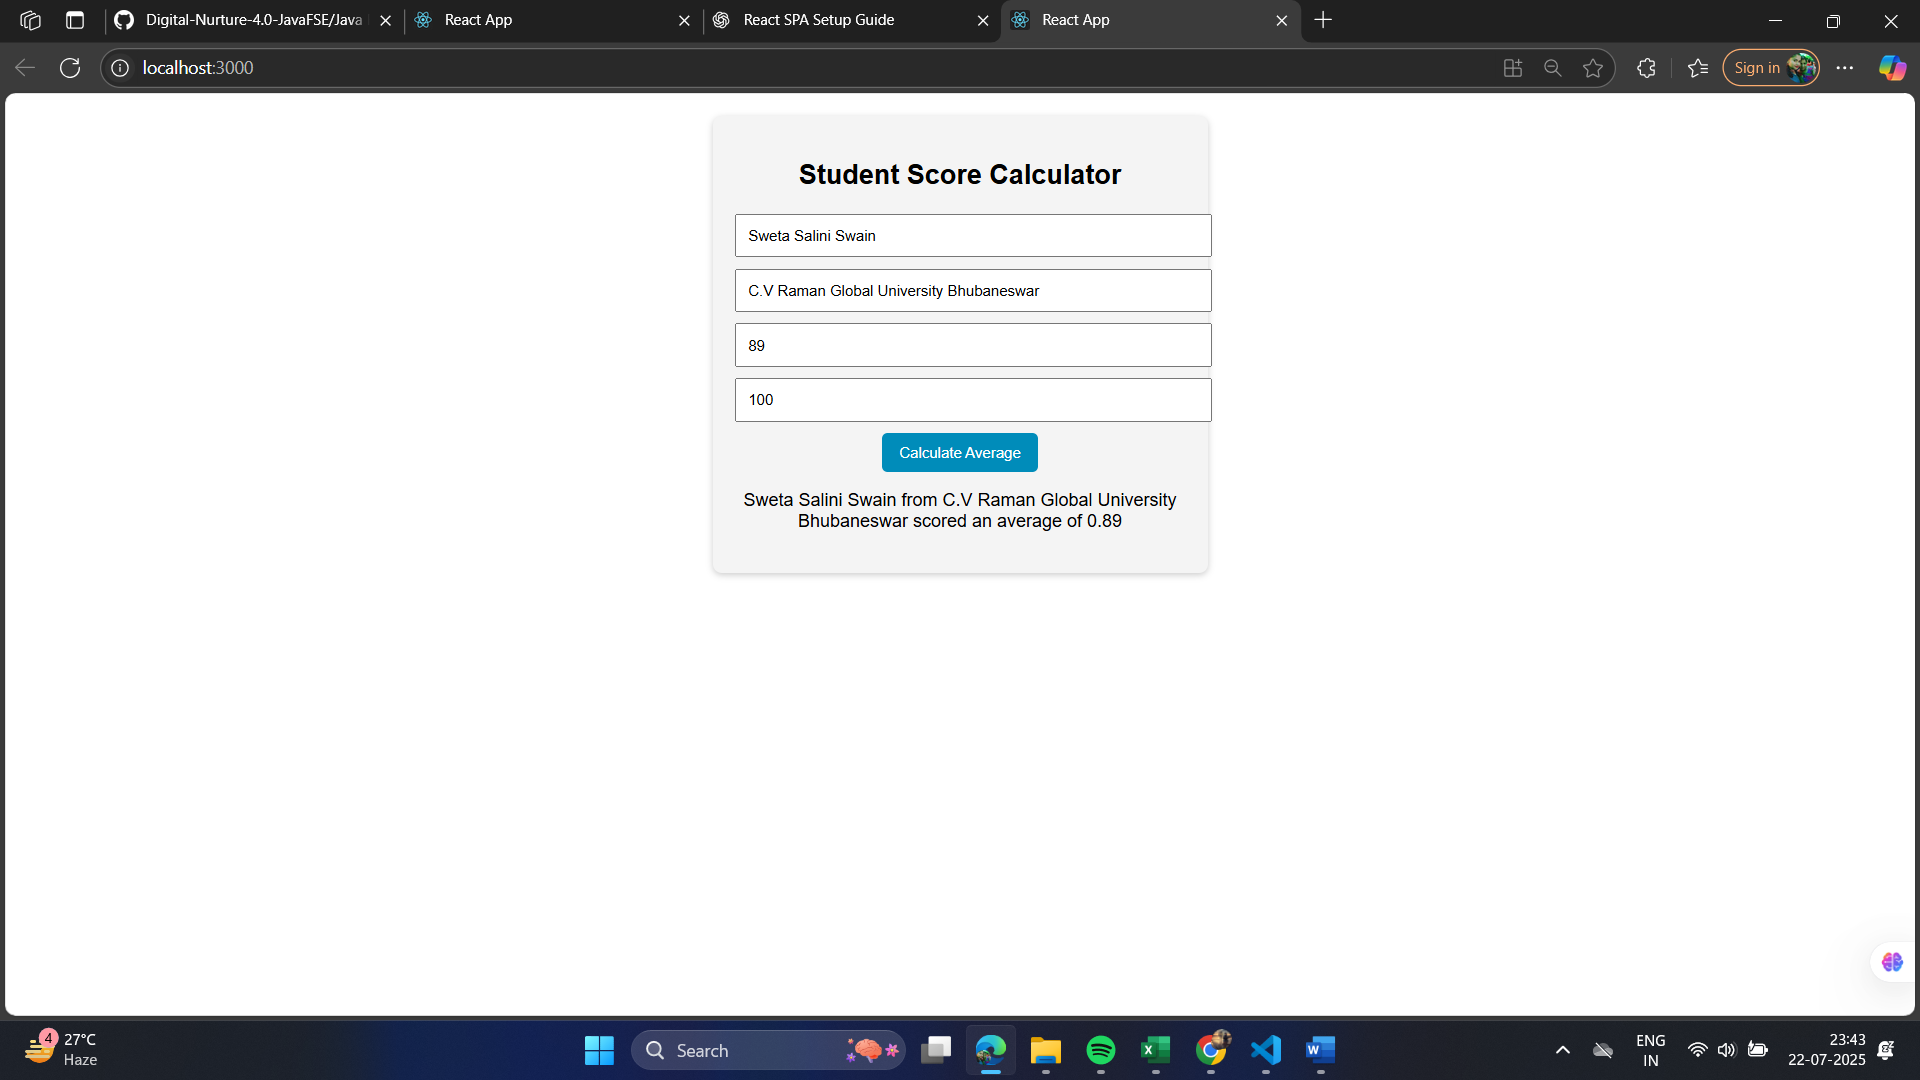 Digital-Nurture-4.0-JavaFSE/Java
React App
React SPA Setup Guide
React App
localhost:3000
Sign in
Student Score Calculator
Sweta Salini Swain
C.V Raman Global University Bhubaneswar
89
100
Calculate Average
Sweta Salini Swain from C.V Raman Global University
Bhubaneswar scored an average of 0.89
4
27°C
Haze
Search
ENG
IN
23:43
22-07-2025